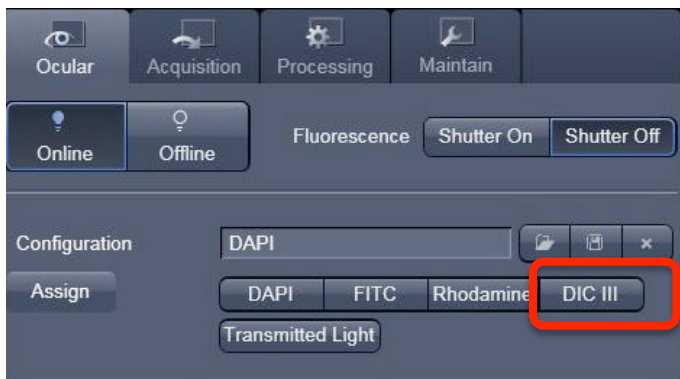 Ocular Acquisition Processing Maintain
Online Offline Fluorescence Shutter On Shutter Off
Configuration DAPI
Assign DAPI FITC Rhodamine DIC III
Transmitted Light